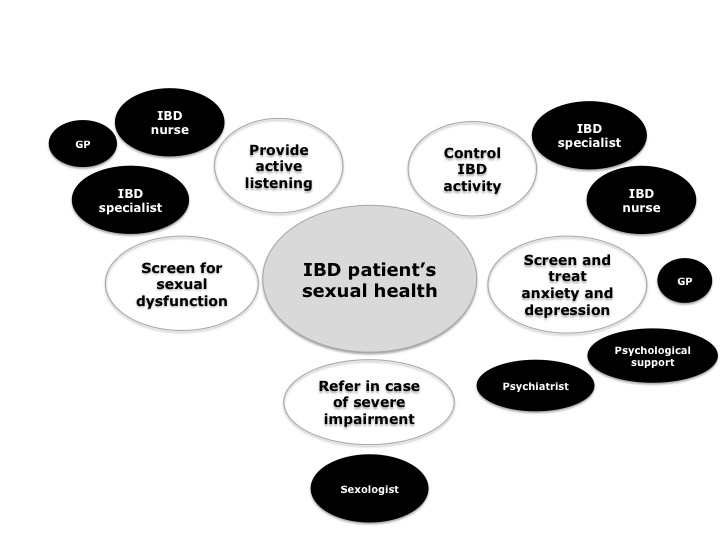 IBD
nurse
GP
IBD
specialist
Provide
active
listening
Control
IBD
activity
IBD
specialist
IBD
nurse
Screen for
sexual
dysfunction
IBD patient’s
sexual health
Screen and
treat
anxiety and
depression
GP
Psychological
support
Psychiatrist
Refer in case
of severe
impairment
Sexologist